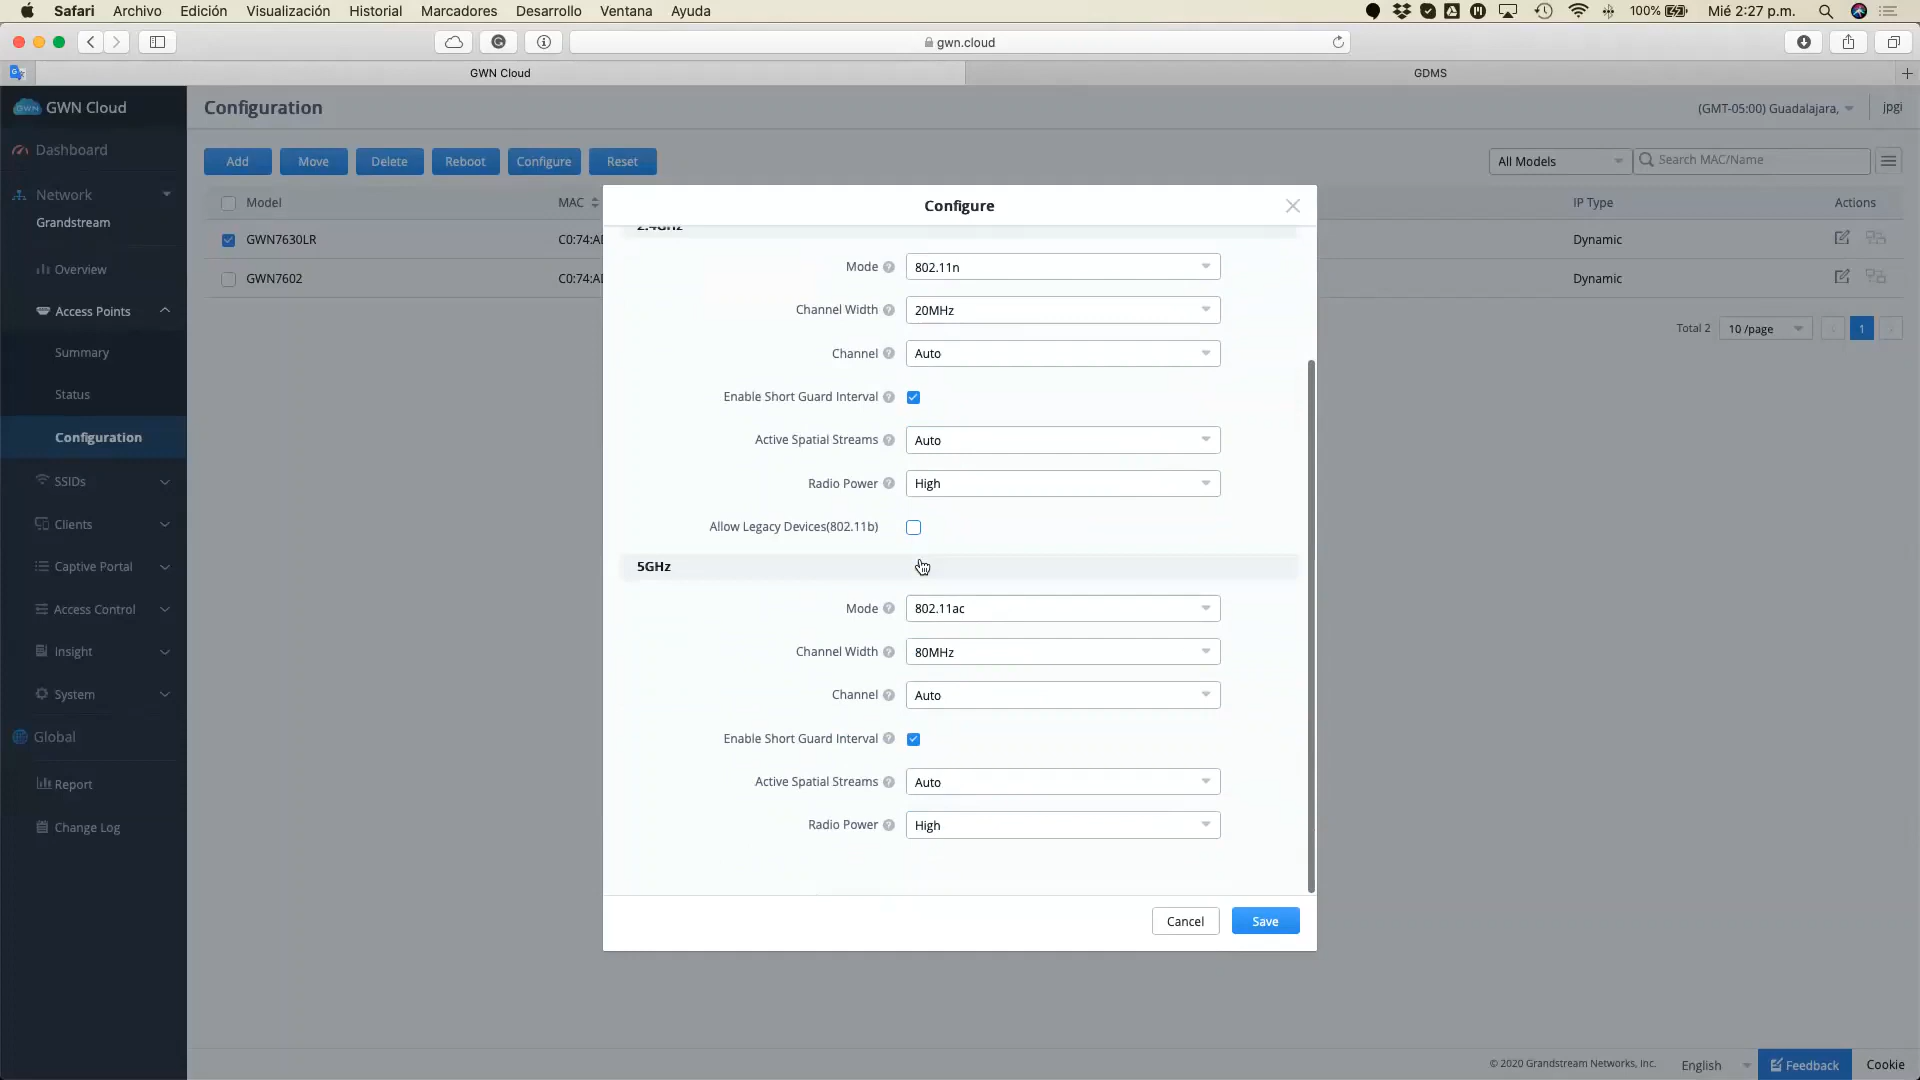 Safari Archivo Edición Visualización Historial Marcadores Desarrollo Ventana Ayuda 100% Mié 2:27 p.m.
gwn.cloud
GWN Cloud GDMS
GWN Cloud
Configuration
(GMT-05:00) Guadalajara, jpgi
Dashboard
Network
Grandstream
Overview
Access Points
Summary
Status
Configuration
SSIDs
Clients
Captive Portal
Access Control
Insight
System
Global
Report
Change Log
Add Move Delete Reboot Configure Reset
All Models Search MAC/Name
Model MAC IP Type Actions
GWN7630LR C0:74:AD Dynamic
GWN7602 C0:74:AD Dynamic
Total 2 10 /page 1
Configure
2.4GHz
Mode 802.11n
Channel Width 20MHz
Channel Auto
Enable Short Guard Interval
Active Spatial Streams Auto
Radio Power High
Allow Legacy Devices(802.11b)
5GHz
Mode 802.11ac
Channel Width 80MHz
Channel Auto
Enable Short Guard Interval
Active Spatial Streams Auto
Radio Power High
Cancel Save
© 2020 Grandstream Networks, Inc. English Feedback Cookie